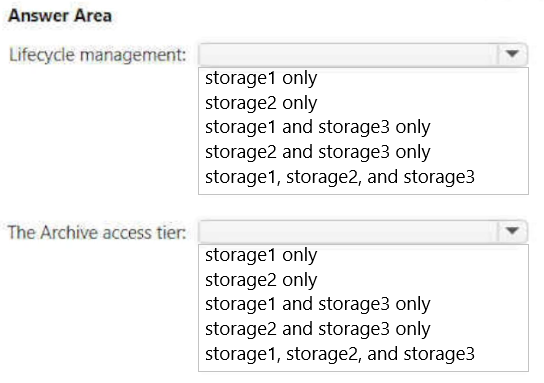 Answer Area
Lifecycle management:
storage1 only
storage2 only
storage1 and storage3 only
storage2 and storage3 only
storage1, storage2, and storage3
The Archive access tier:
storage1 only
storage2 only
storage1 and storage3 only
storage2 and storage3 only
storage1, storage2, and storage3